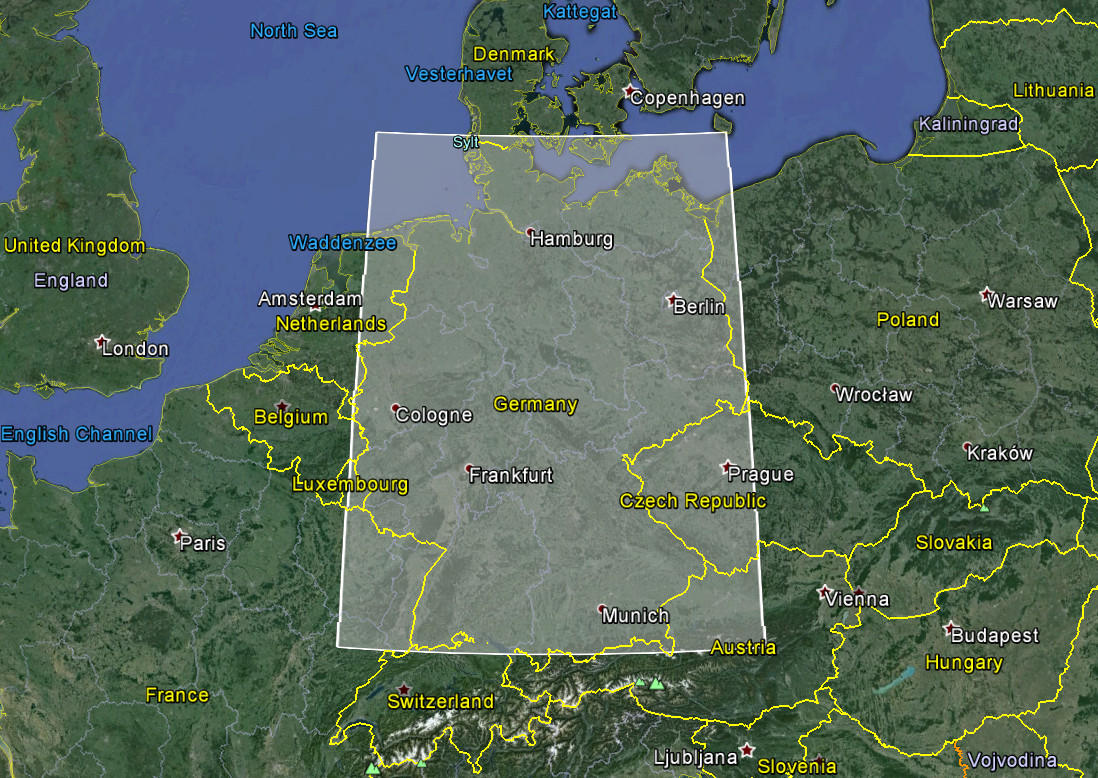 Kattegat
North Sea
Denmark
Vesterhavet
Lithuania
Copenhagen
Kaliningrad
Sylt
Hamburg
Waddenzee
United Kingdom
England
Amsterdam
Warsaw
Berlin
Netherlands
Poland
London
Wrocław
Germany
Cologne
Belgium
English Channel
Kraków
Frankfurt
Prague
Luxembourg
Czech Republic
Paris
Slovakia
Vienna
Munich
Budapest
Austria
Hungary
France
Switzerland
Ljubljana
Slovenia
Vojvodina